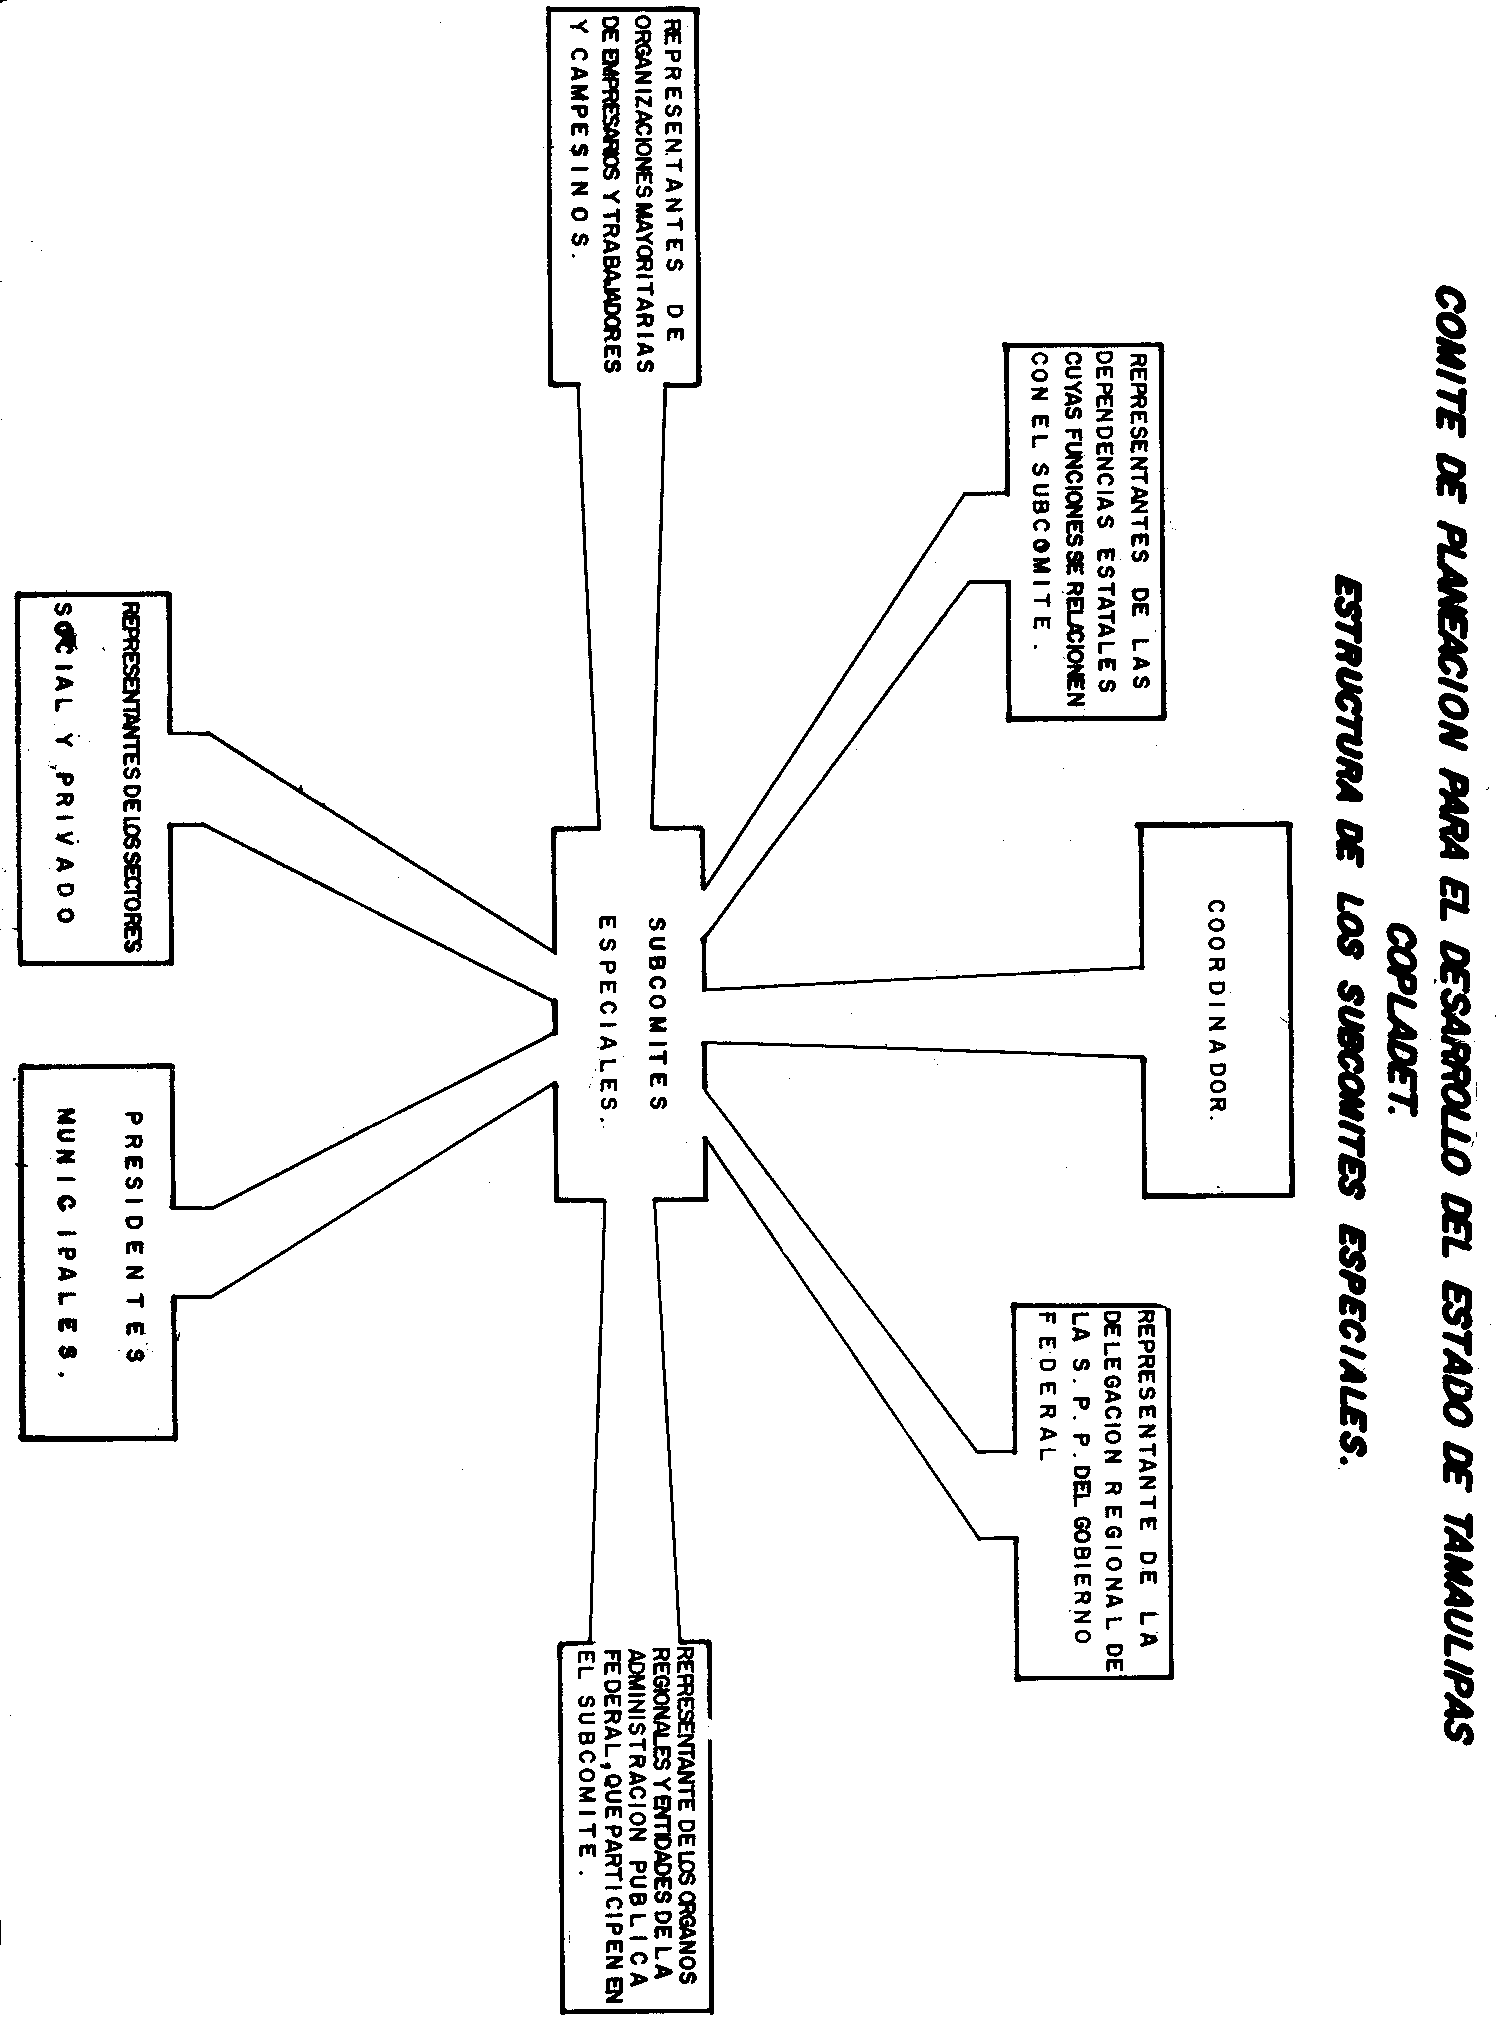 COMITE DE PLANEACION PARA EL DESARROLLO DEL ESTADO DE TAMAULIPAS
COPLADET.
ESTRUCTURA DE LOS SUBCOMITES ESPECIALES.
COORDINADOR.
REPRESENTANTES DE LAS
DEPENDENCIAS ESTATALES
CUYAS FUNCIONES SE RELACIONEN
CON EL SUBCOMITE.
REPRESENTANTE DE LA
DELEGACION REGIONAL DE
LA S. P. P. DEL GOBIERNO
FEDERAL
REPRESENTANTES DE
ORGANIZACIONES MAYORITARIAS
DE EMPRESARIOS Y TRABAJADORES
Y CAMPESINOS.
SUBCOMITES
ESPECIALES.
REPRESENTANTE DE LOS ORGANOS
REGIONALES Y ENTIDADES DE LA
ADMINISTRACION PUBLICA
FEDERAL, QUE PARTICIPEN EN
EL SUBCOMITE.
REPRESENTANTES DE LOS SECTORES
SOCIAL Y PRIVADO
PRESIDENTES
MUNICIPALES.